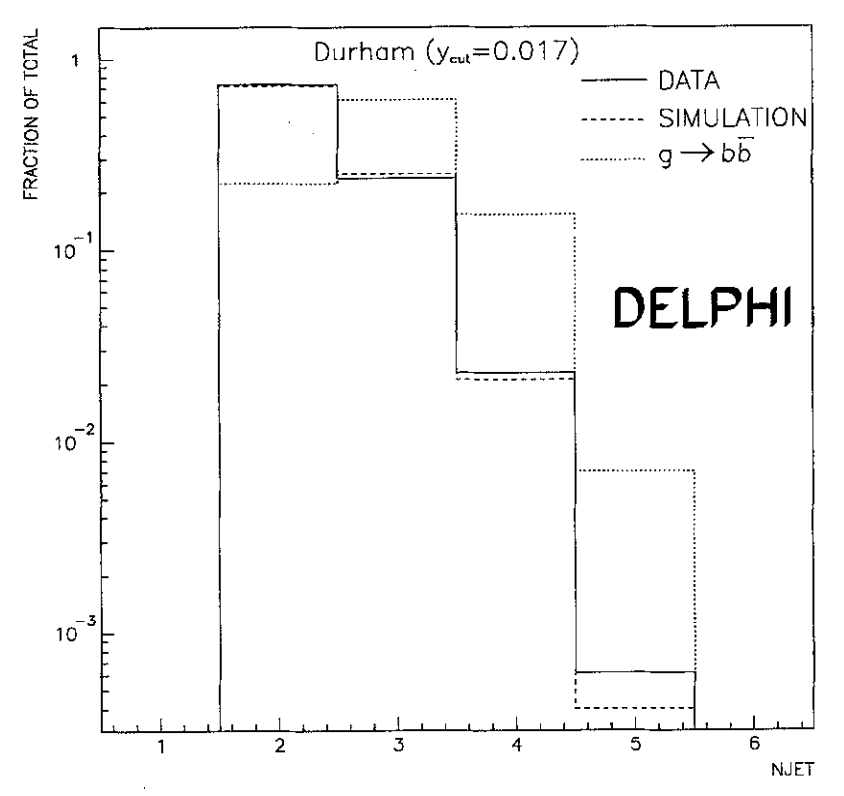 Durham (y_cut=0.017)
DATA
SIMULATION
g → bb̅
DELPHI
FRACTION OF TOTAL
1
10⁻¹
10⁻²
10⁻³
1 2 3 4 5 6
NJET